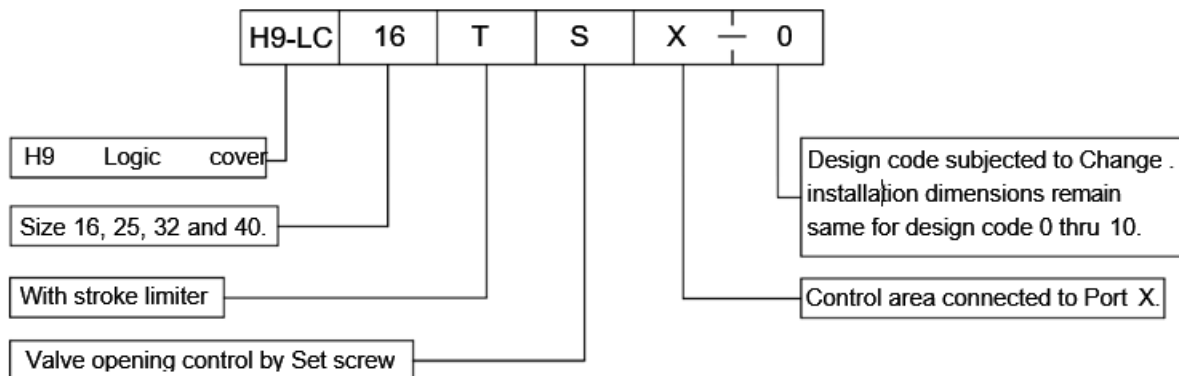 H9-LC 16 T S X — 0
H9 Logic cover
Size 16, 25, 32 and 40.
With stroke limiter
Valve opening control by Set screw
Design code subjected to Change .
installation dimensions remain
same for design code 0 thru 10.
Control area connected to Port X.